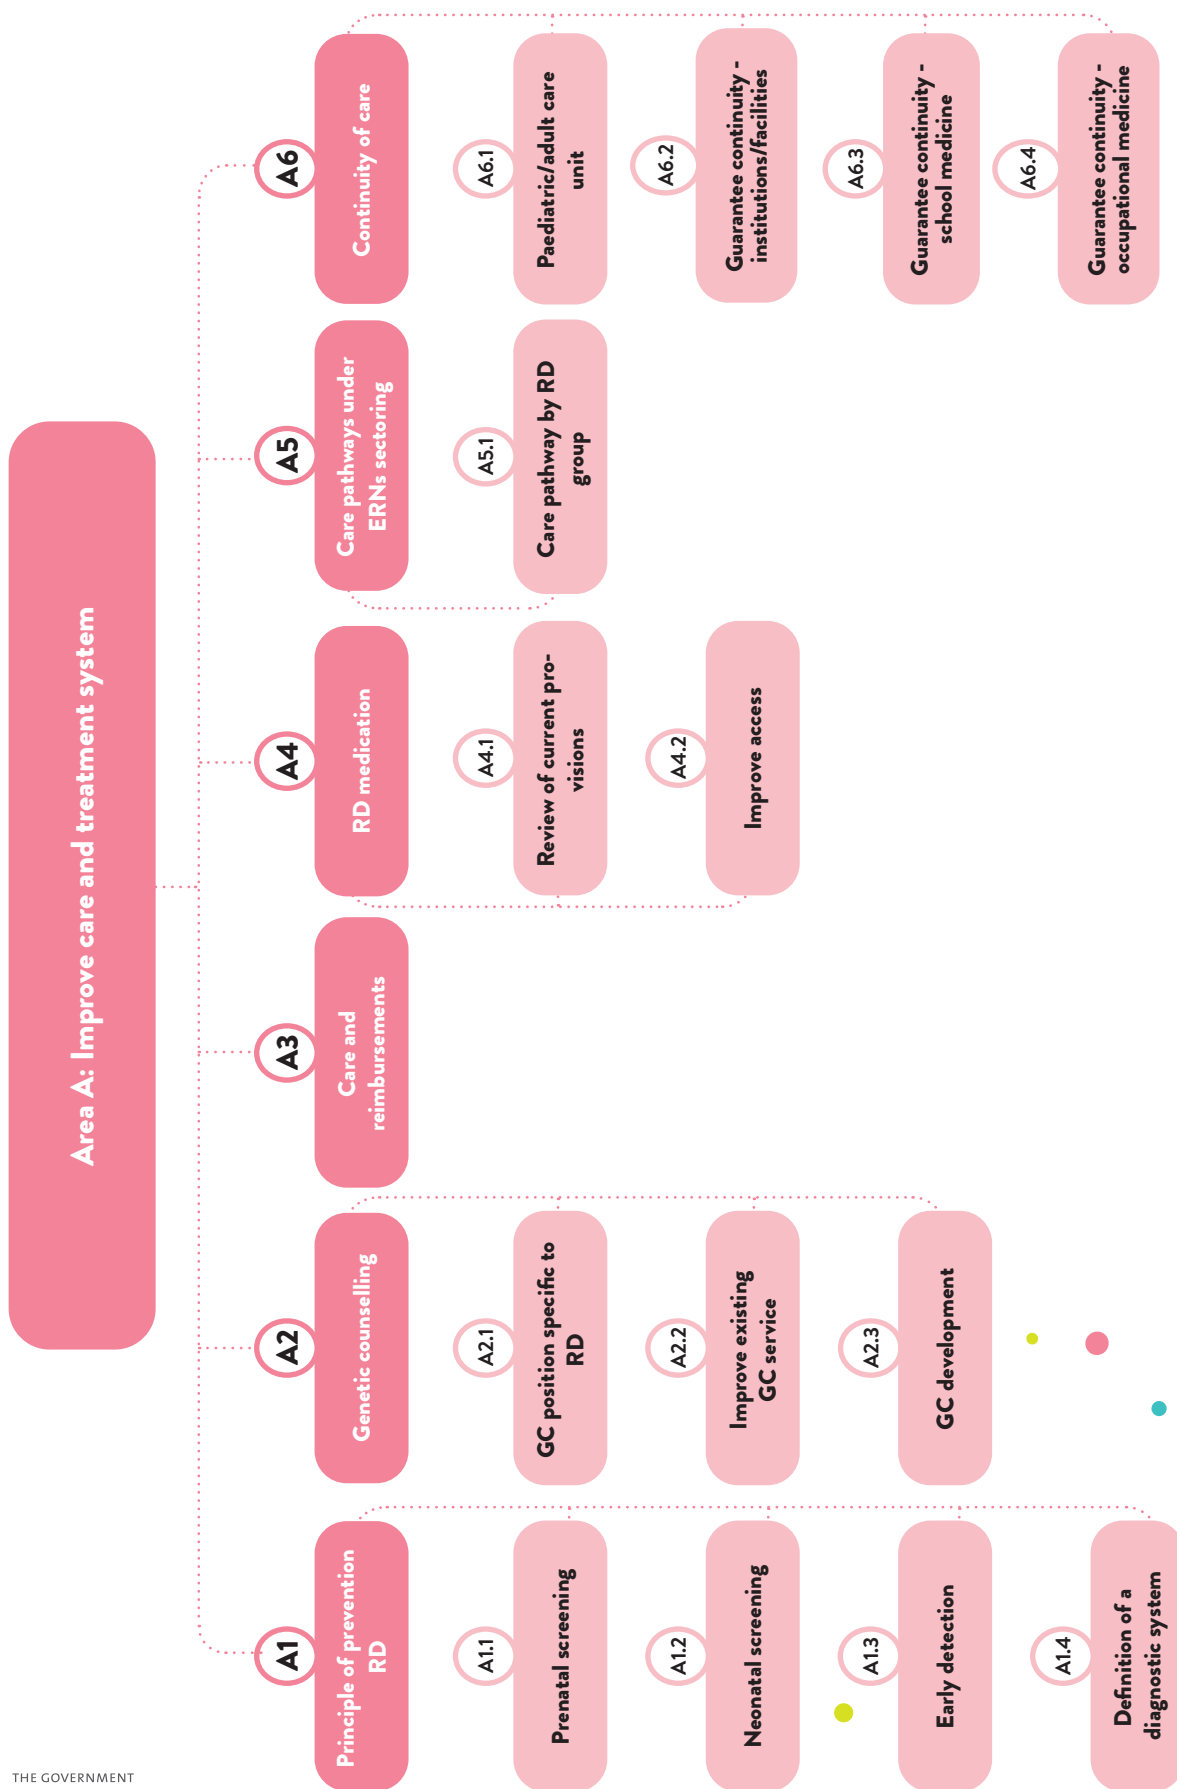 Area A: Improve care and treatment system
A1
Principle of prevention
RD
A1.1
Prenatal screening
A1.2
Neonatal screening
A1.3
Early detection
A1.4
Definition of a
diagnostic system
A2
Genetic counselling
A2.1
GC position specific to
RD
A2.2
Improve existing
GC service
A2.3
GC development
A3
Care and
reimbursements
A4
RD medication
A4.1
Review of current pro-
visions
A4.2
Improve access
A5
Care pathways under
ERNs sectoring
A5.1
Care pathway by RD
group
A6
Continuity of care
A6.1
Paediatric/adult care
unit
A6.2
Guarantee continuity -
institutions/facilities
A6.3
Guarantee continuity -
school medicine
A6.4
Guarantee continuity -
occupational medicine
THE GOVERNMENT